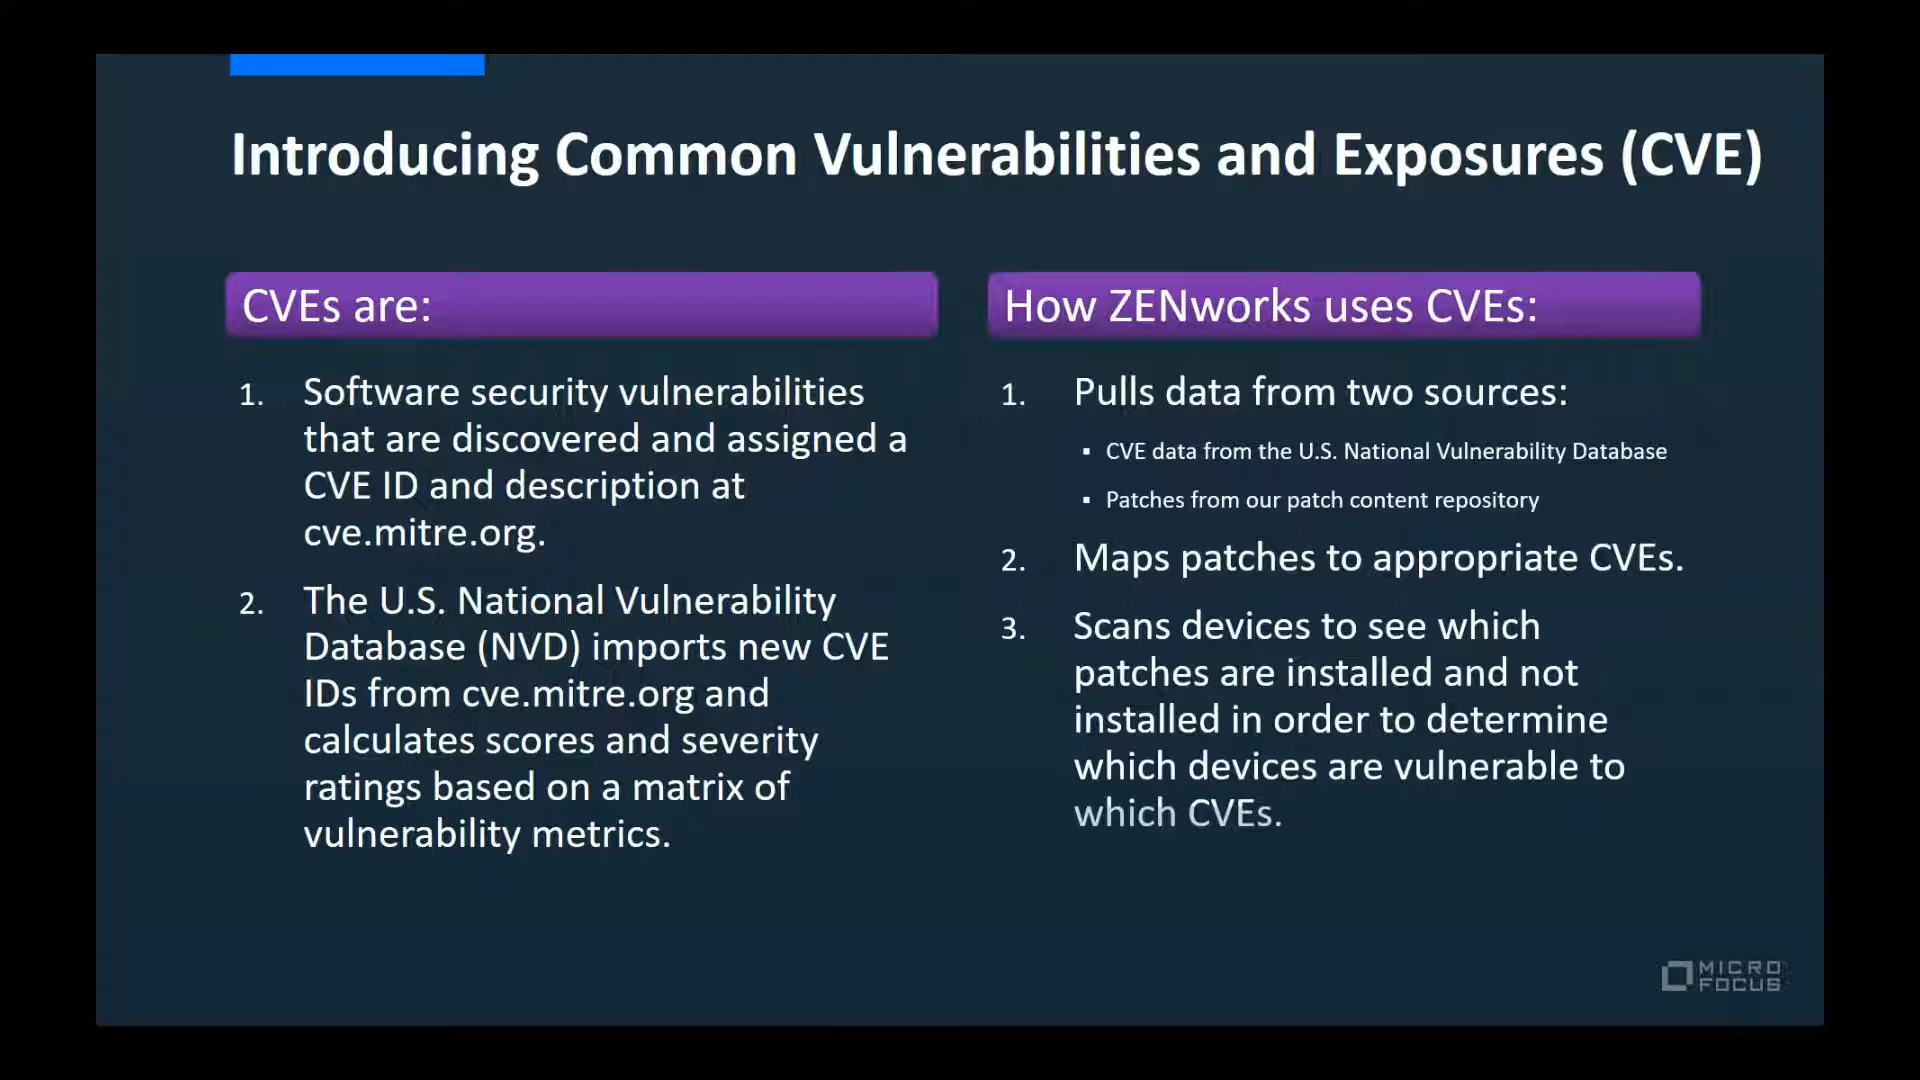 Introducing Common Vulnerabilities and Exposures (CVE)
CVEs are:
1. Software security vulnerabilities
that are discovered and assigned a
CVE ID and description at
cve.mitre.org.
2. The U.S. National Vulnerability
Database (NVD) imports new CVE
IDs from cve.mitre.org and
calculates scores and severity
ratings based on a matrix of
vulnerability metrics.
How ZENworks uses CVEs:
1. Pulls data from two sources:
▪ CVE data from the U.S. National Vulnerability Database
▪ Patches from our patch content repository
2. Maps patches to appropriate CVEs.
3. Scans devices to see which
patches are installed and not
installed in order to determine
which devices are vulnerable to
which CVEs.
MICRO
FOCUS